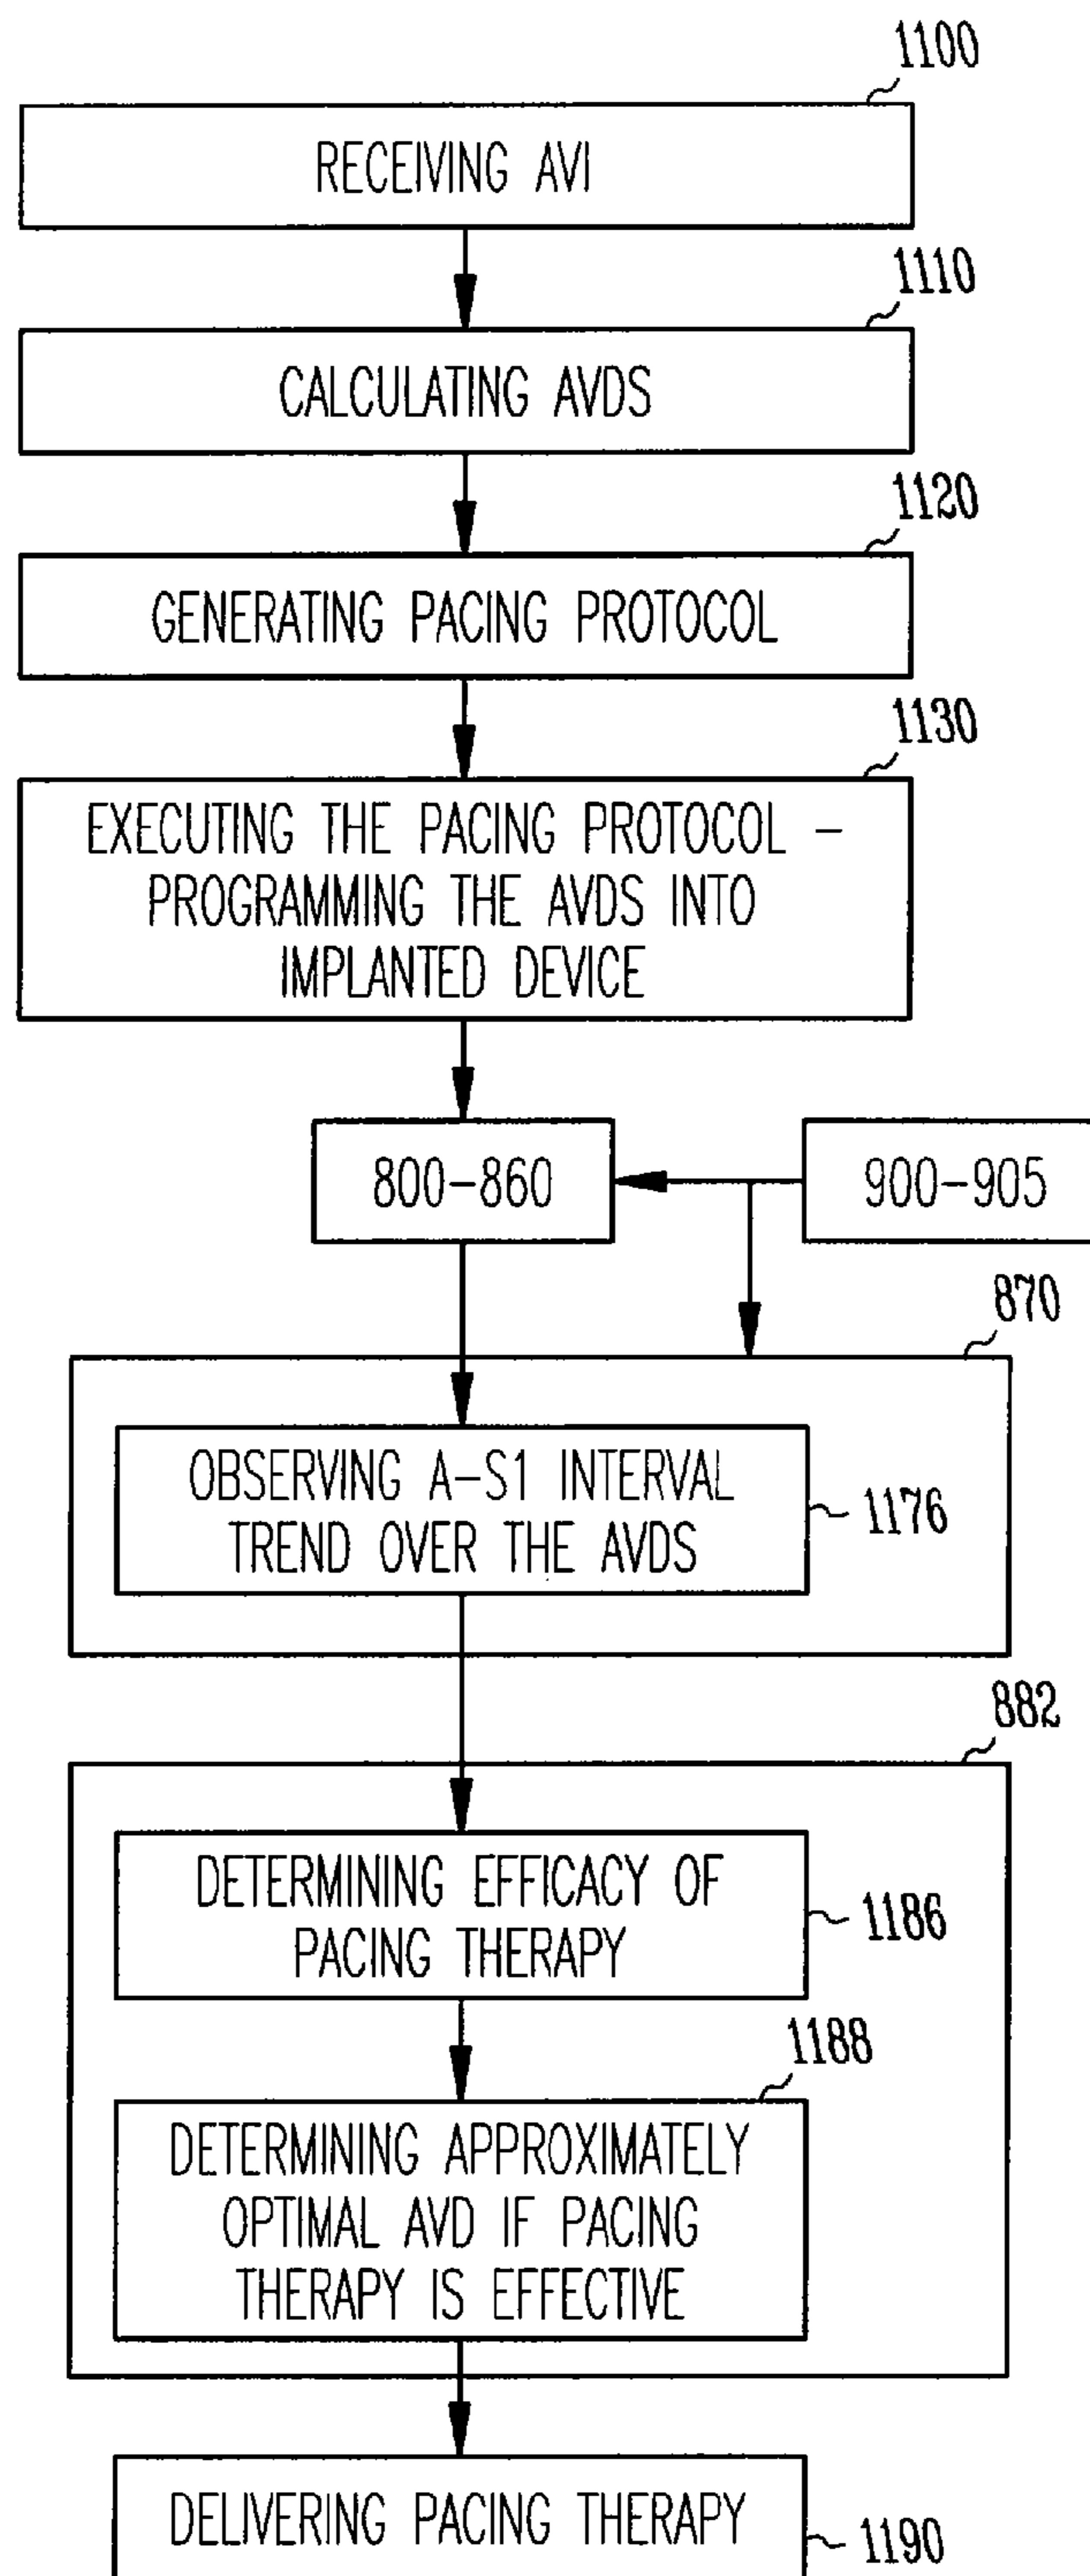 1100
RECEIVING AVI
1110
CALCULATING AVDS
1120
GENERATING PACING PROTOCOL
1130
EXECUTING THE PACING PROTOCOL –
PROGRAMMING THE AVDS INTO
IMPLANTED DEVICE
800–860
900–905
870
OBSERVING A–S1 INTERVAL
TREND OVER THE AVDS
1176
882
DETERMINING EFFICACY OF
PACING THERAPY
1186
1188
DETERMINING APPROXIMATELY
OPTIMAL AVD IF PACING
THERAPY IS EFFECTIVE
DELIVERING PACING THERAPY
1190